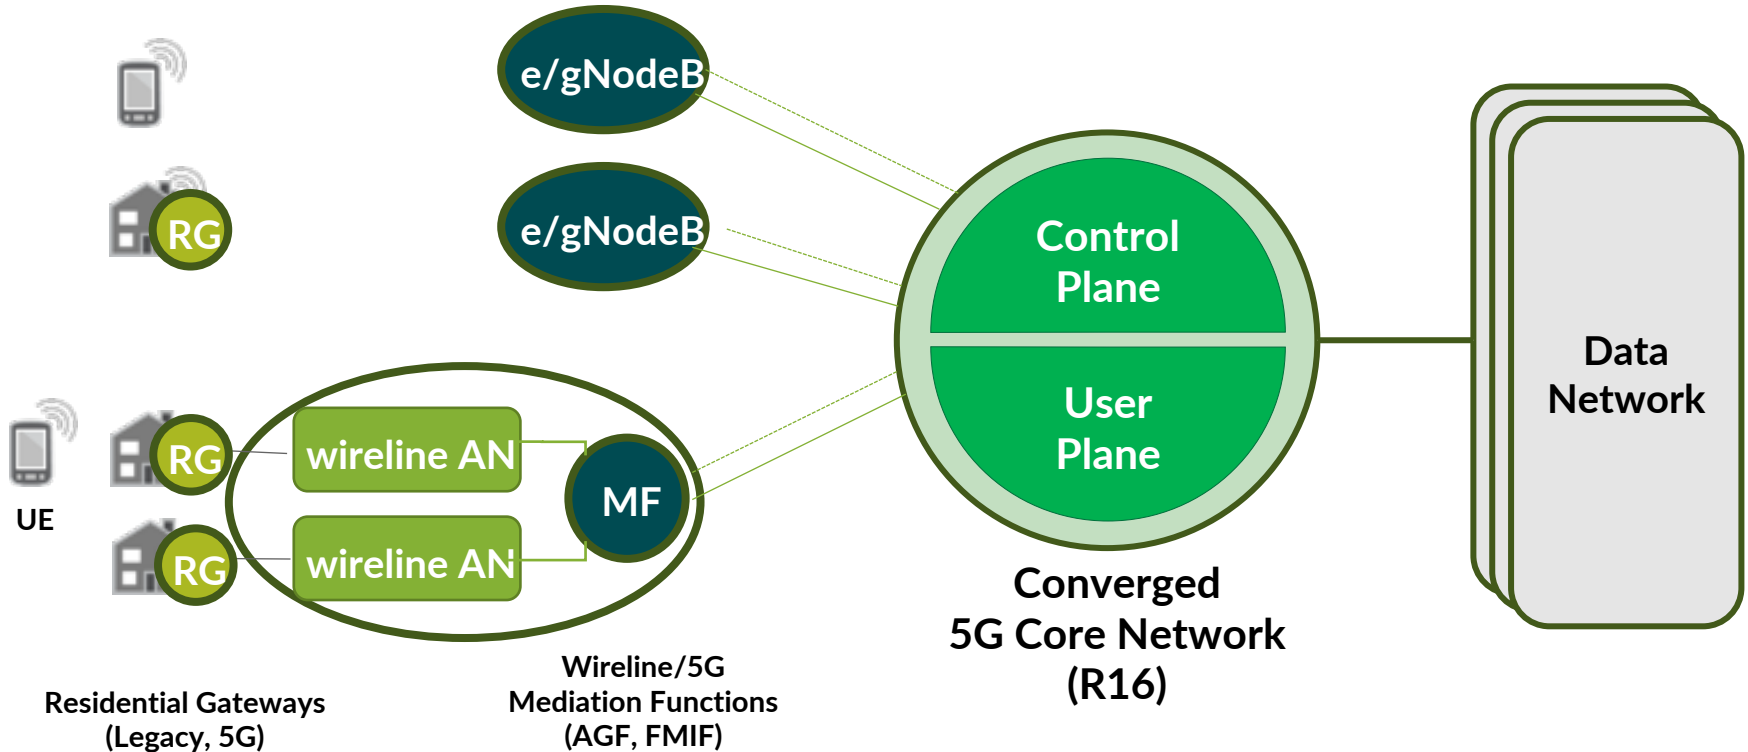 e/gNodeB
RG
e/gNodeB
Control
Plane
User
Plane
Data
Network
UE
RG
wireline AN
MF
RG
wireline AN
Converged
5G Core Network
(R16)
Wireline/5G
Mediation Functions
(AGF, FMIF)
Residential Gateways
(Legacy, 5G)